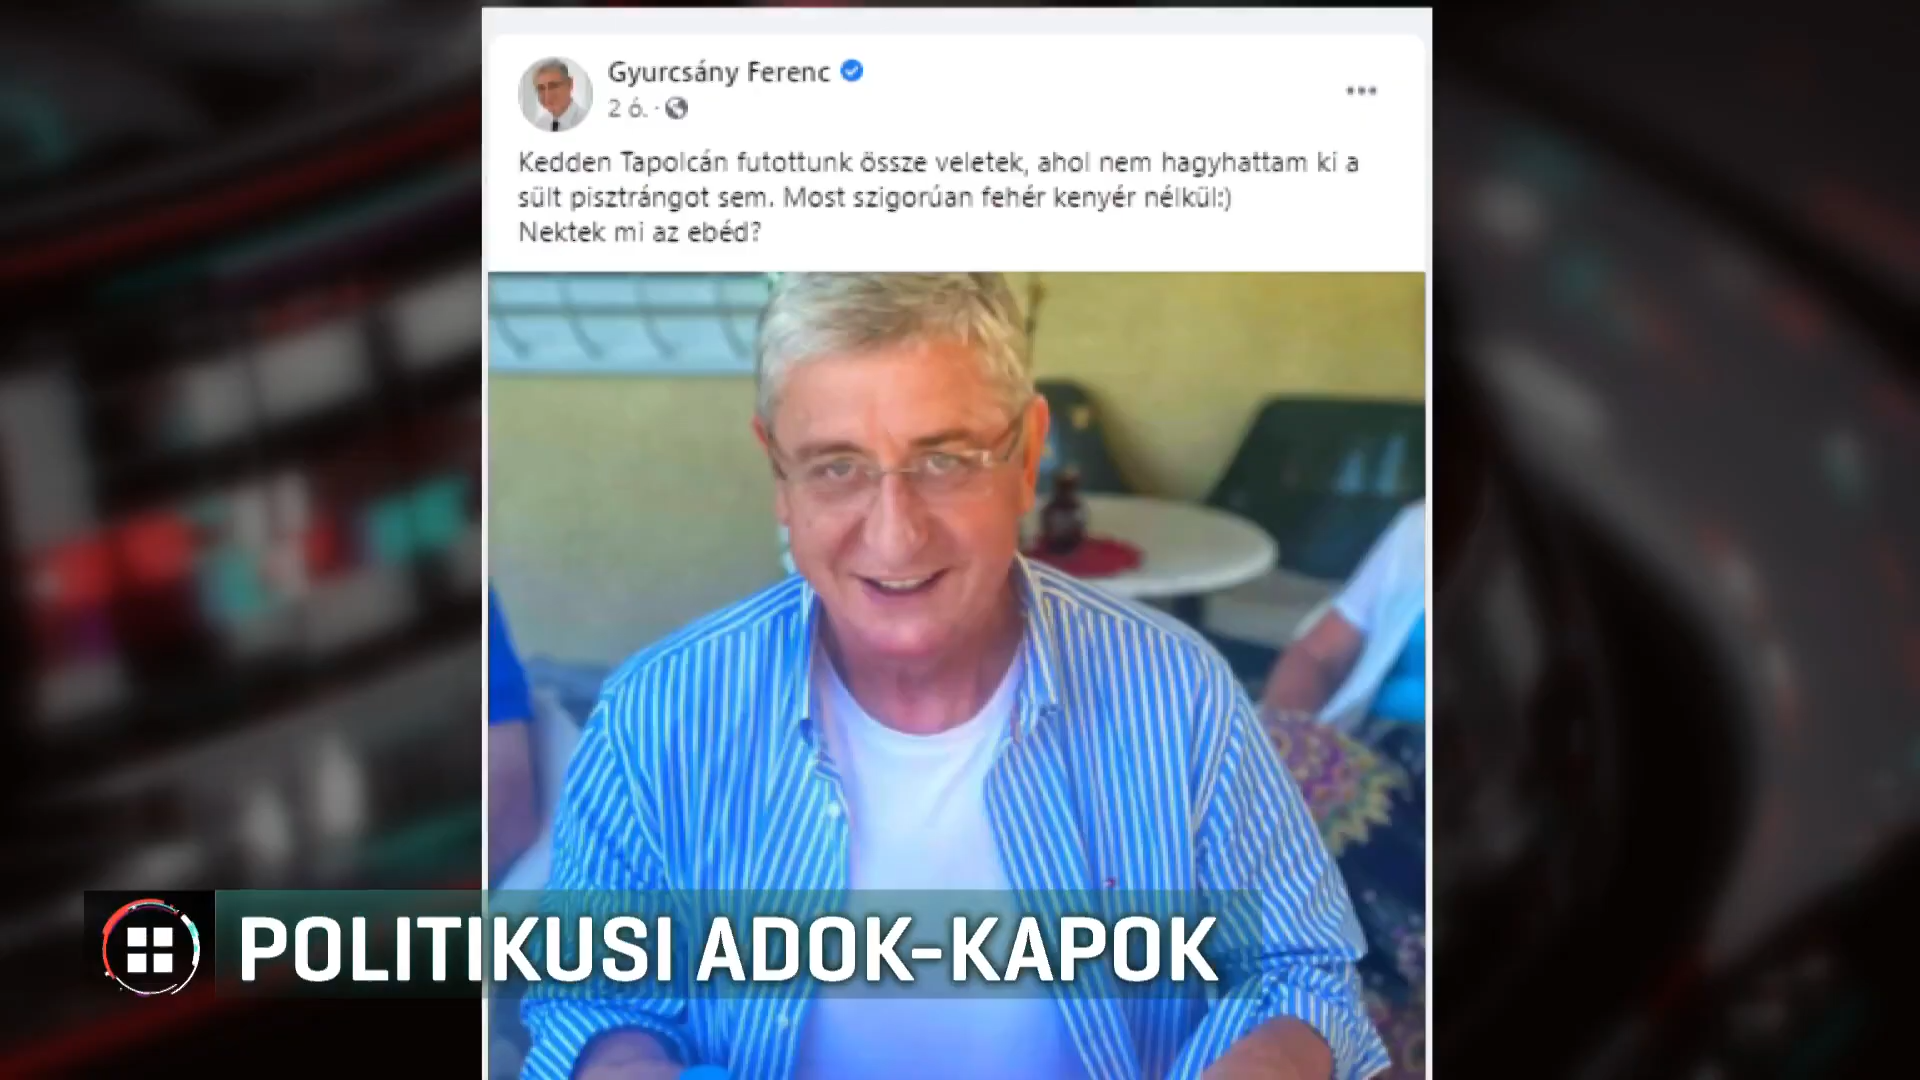 Gyurcsány Ferenc
2 ó. ·
Kedden Tapolcán futottunk össze veletek, ahol nem hagyhattam ki a
sült pisztrángot sem. Most szigorúan fehér kenyér nélkül:)
Nektek mi az ebéd?
POLITIKUSI ADOK-KAPOK